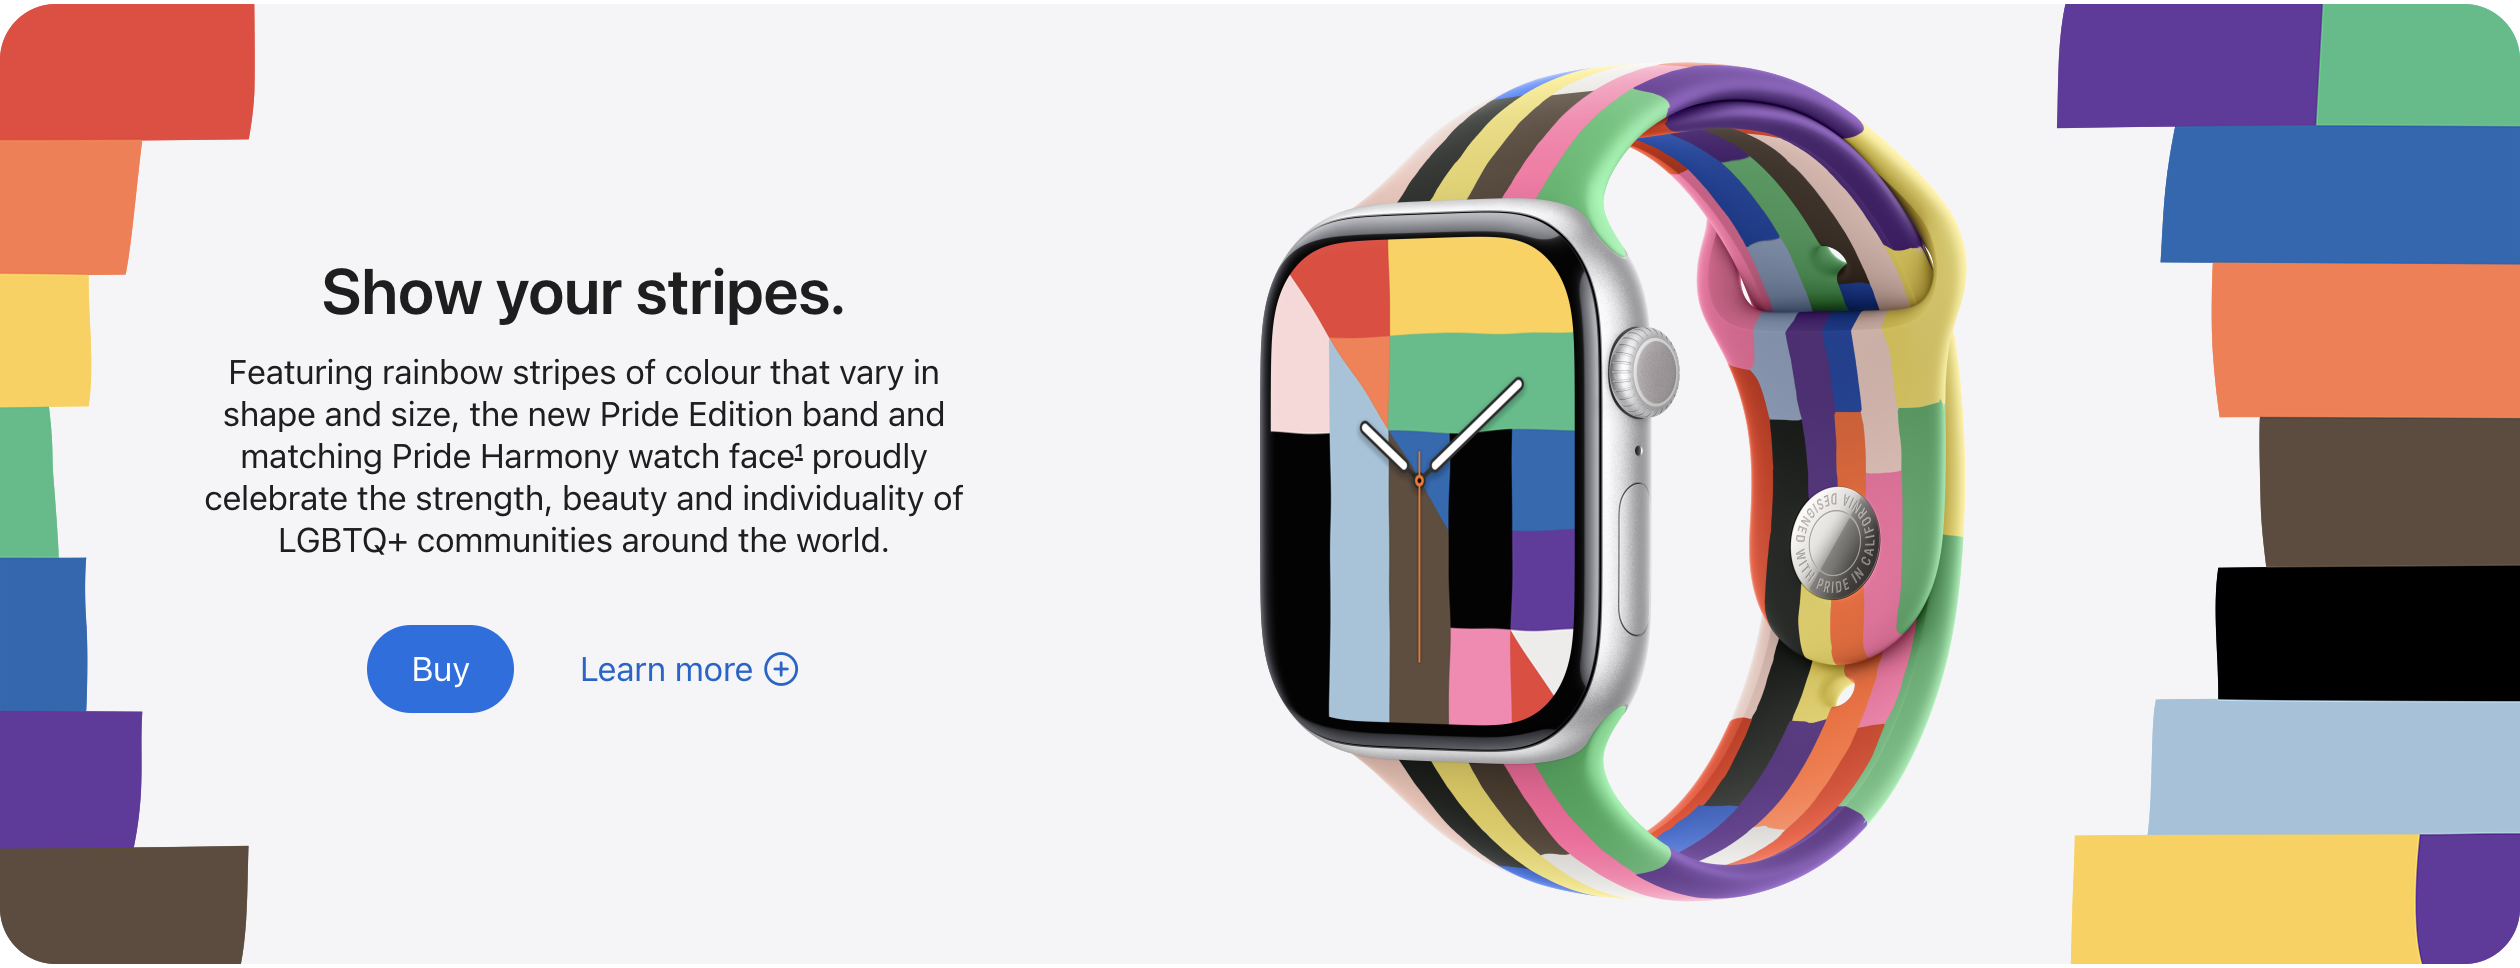 Show your stripes.
Featuring rainbow stripes of colour that vary in
shape and size, the new Pride Edition band and
matching Pride Harmony watch face¹ proudly
celebrate the strength, beauty and individuality of
LGBTQ+ communities around the world.
Buy
Learn more
DESIGNED WITH PRIDE IN CALIFORNIA